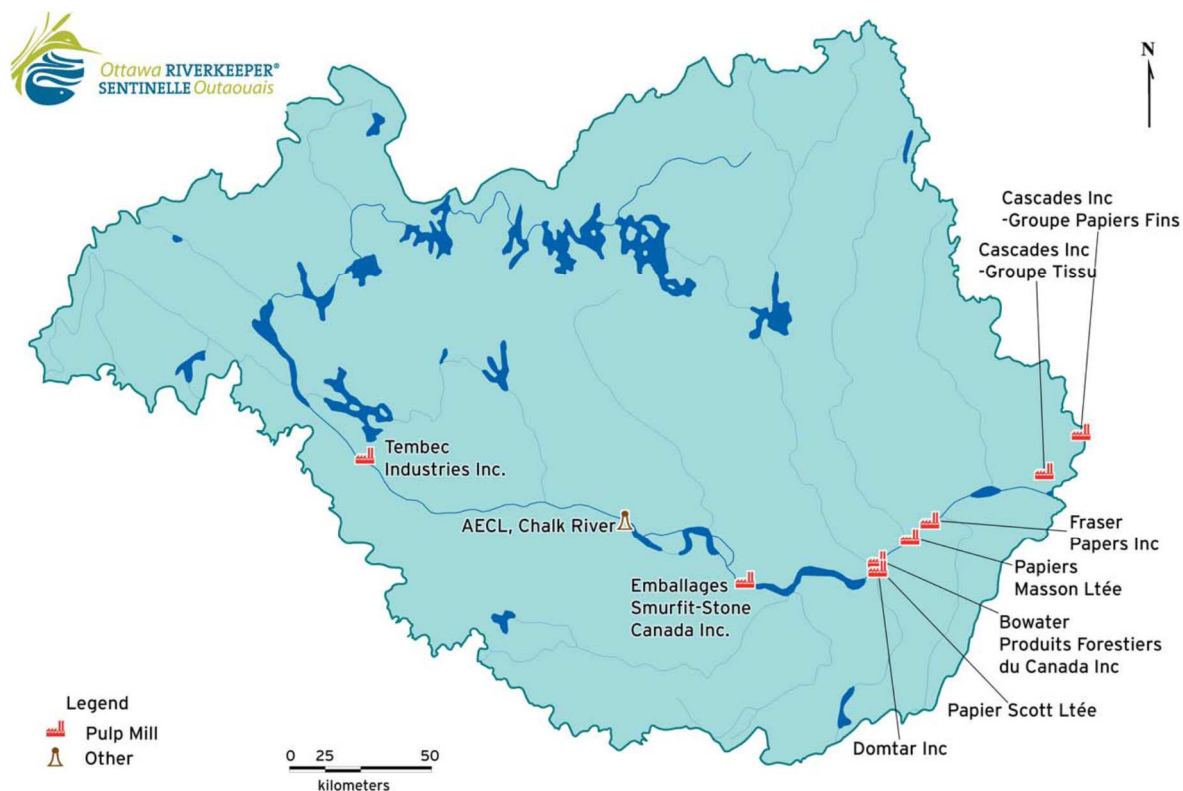 Ottawa RIVERKEEPER®
SENTINELLE Outaouais
N
Cascades Inc
-Groupe Papiers Fins
Cascades Inc
-Groupe Tissu
Tembec
Industries Inc.
AECL, Chalk River
Emballages
Smurfit-Stone
Canada Inc.
Fraser
Papers Inc
Papiers
Masson Ltée
Bowater
Produits Forestiers
du Canada Inc
Papier Scott Ltée
Domtar Inc
Legend
Pulp Mill
Other
0 25 50
kilometers